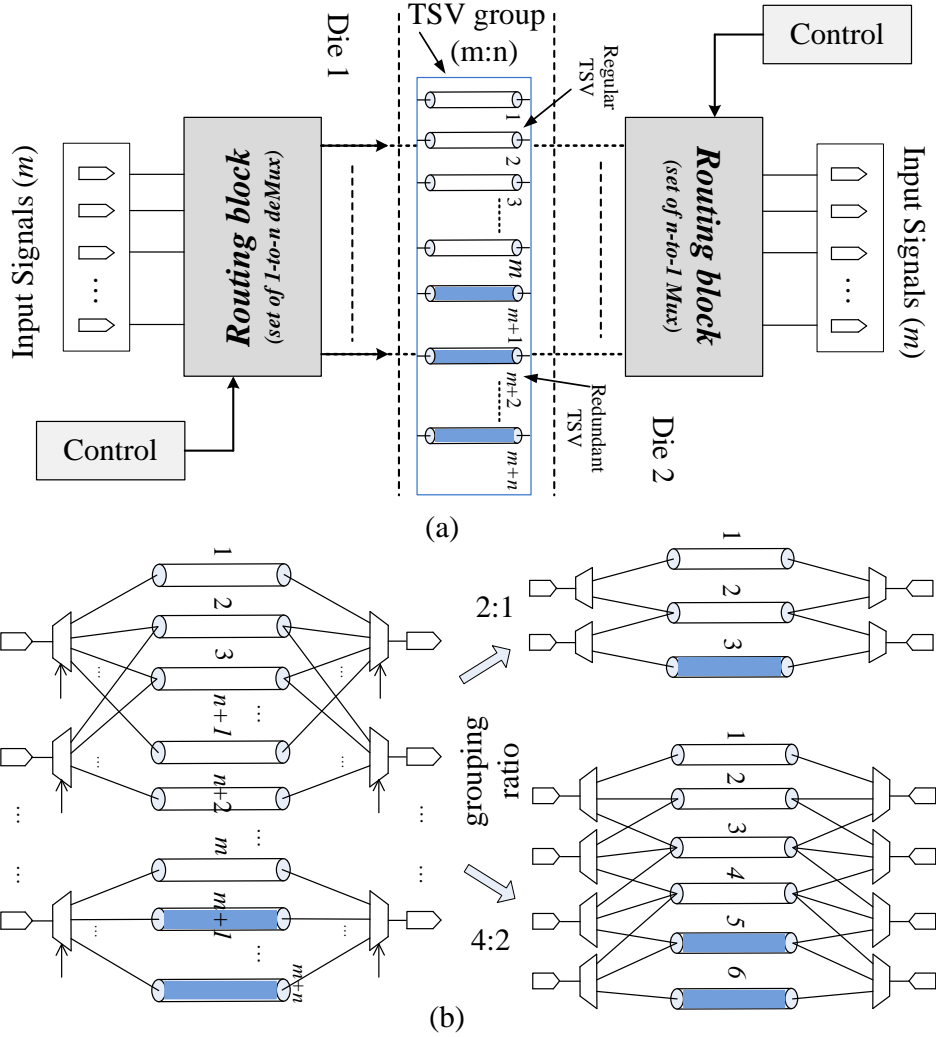 TSV group
(m:n)
Control
Die 1
Regular
TSV
1
2
3
m
m+1
m+2
m+n
Input Signals (m)
Routing block
(set of 1-to-n deMux)
Routing block
(set of n-to-1 Mux)
Input Signals (m)
Redundant
TSV
Die 2
Control
(a)
1
2
3
...
n+1
...
n+2
...
m
m+1
...
m+n
2:1
grouping
ratio
4:2
1
2
3
1
2
3
4
5
6
(b)